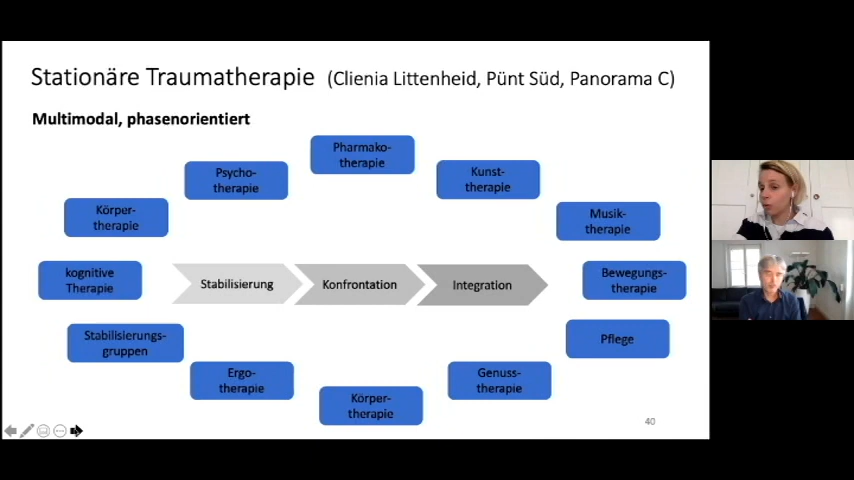 Stationäre Traumatherapie (Clienia Littenheid, Pünt Süd, Panorama C)
Multimodal, phasenorientiert
Pharmako-
therapie
Psycho-
therapie
Kunst-
therapie
Körper-
therapie
Musik-
therapie
kognitive
Therapie
Stabilisierung
Konfrontation
Integration
Bewegungs-
therapie
Stabilisierungs-
gruppen
Pflege
Ergo-
therapie
Genuss-
therapie
Körper-
therapie
40